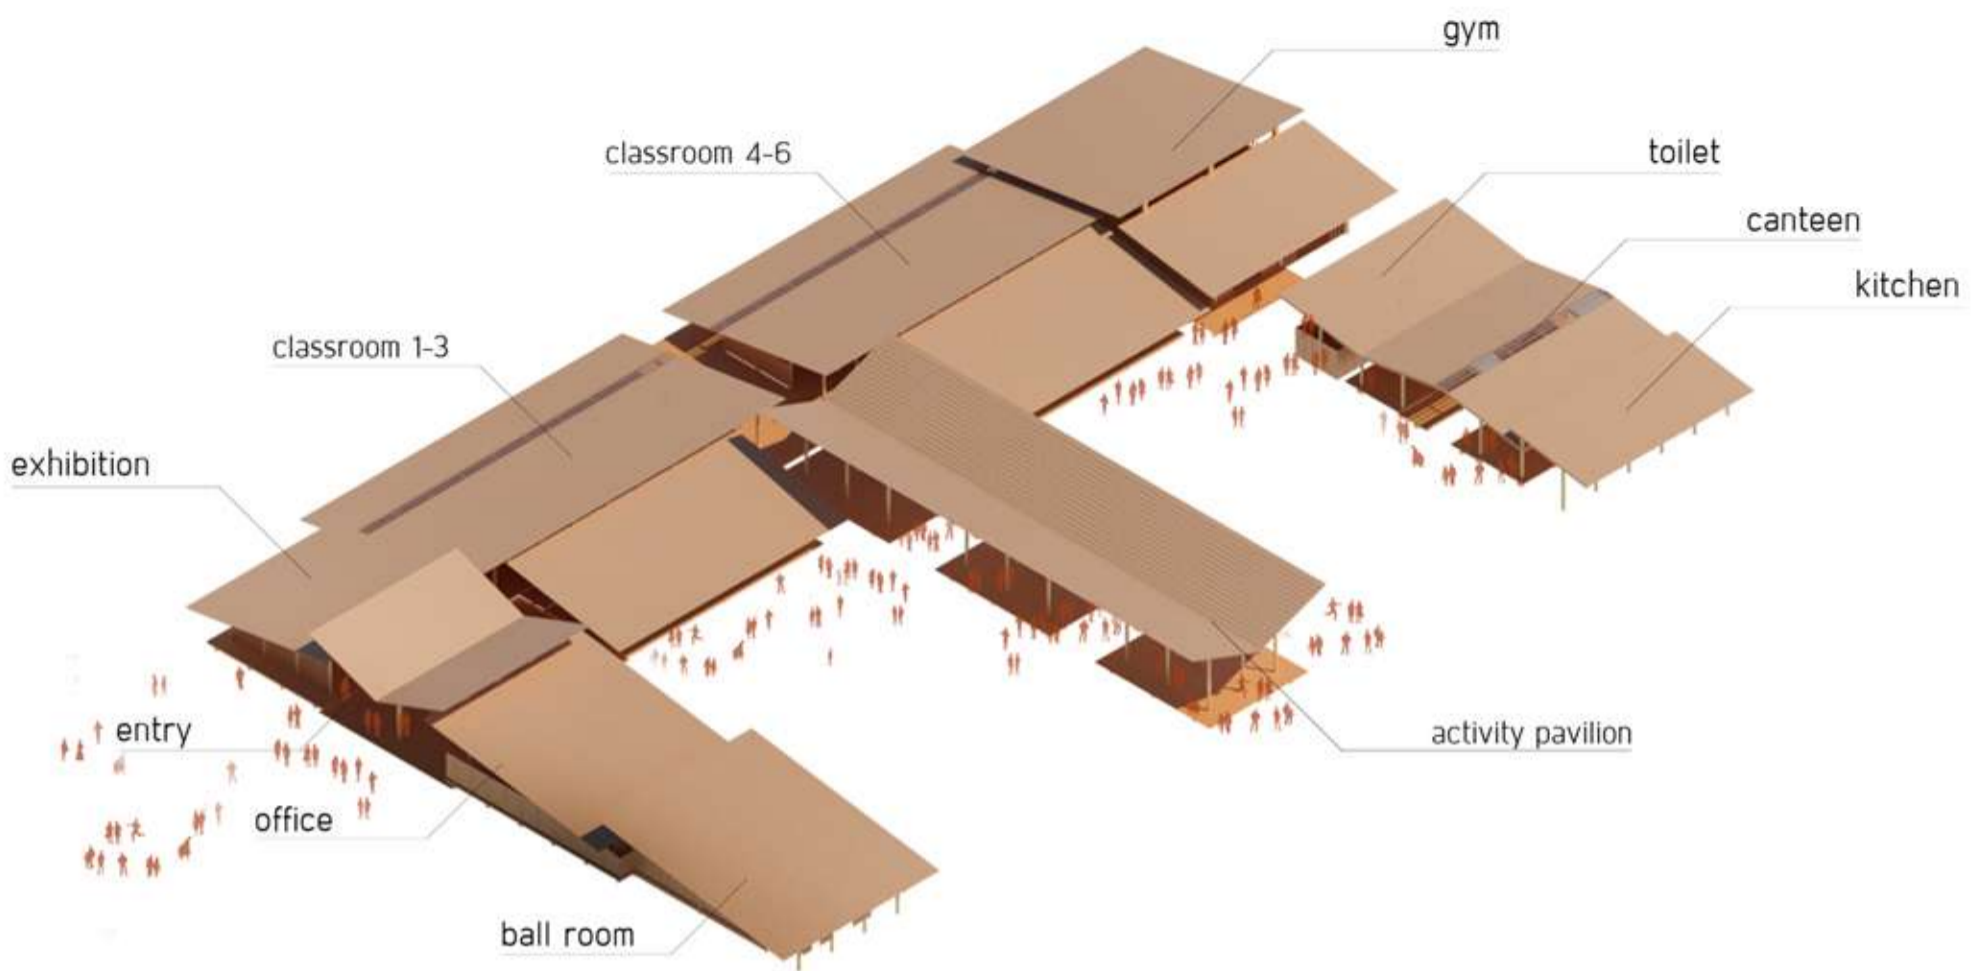 gym
classroom 4-6
toilet
canteen
kitchen
classroom 1-3
exhibition
entry
activity pavilion
office
ball room